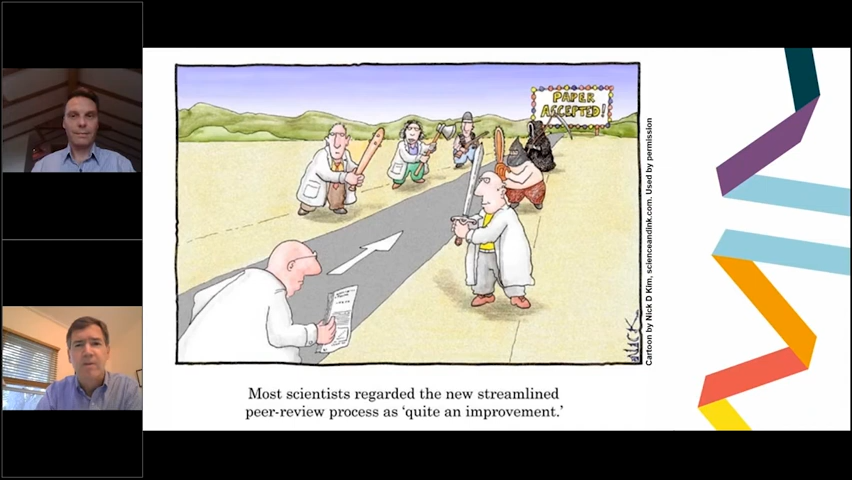 PAPER
ACCEPTED!
NICK
Cartoon by Nick D Kim, scienceandink.com. Used by permission
Most scientists regarded the new streamlined
peer-review process as ‘quite an improvement.’